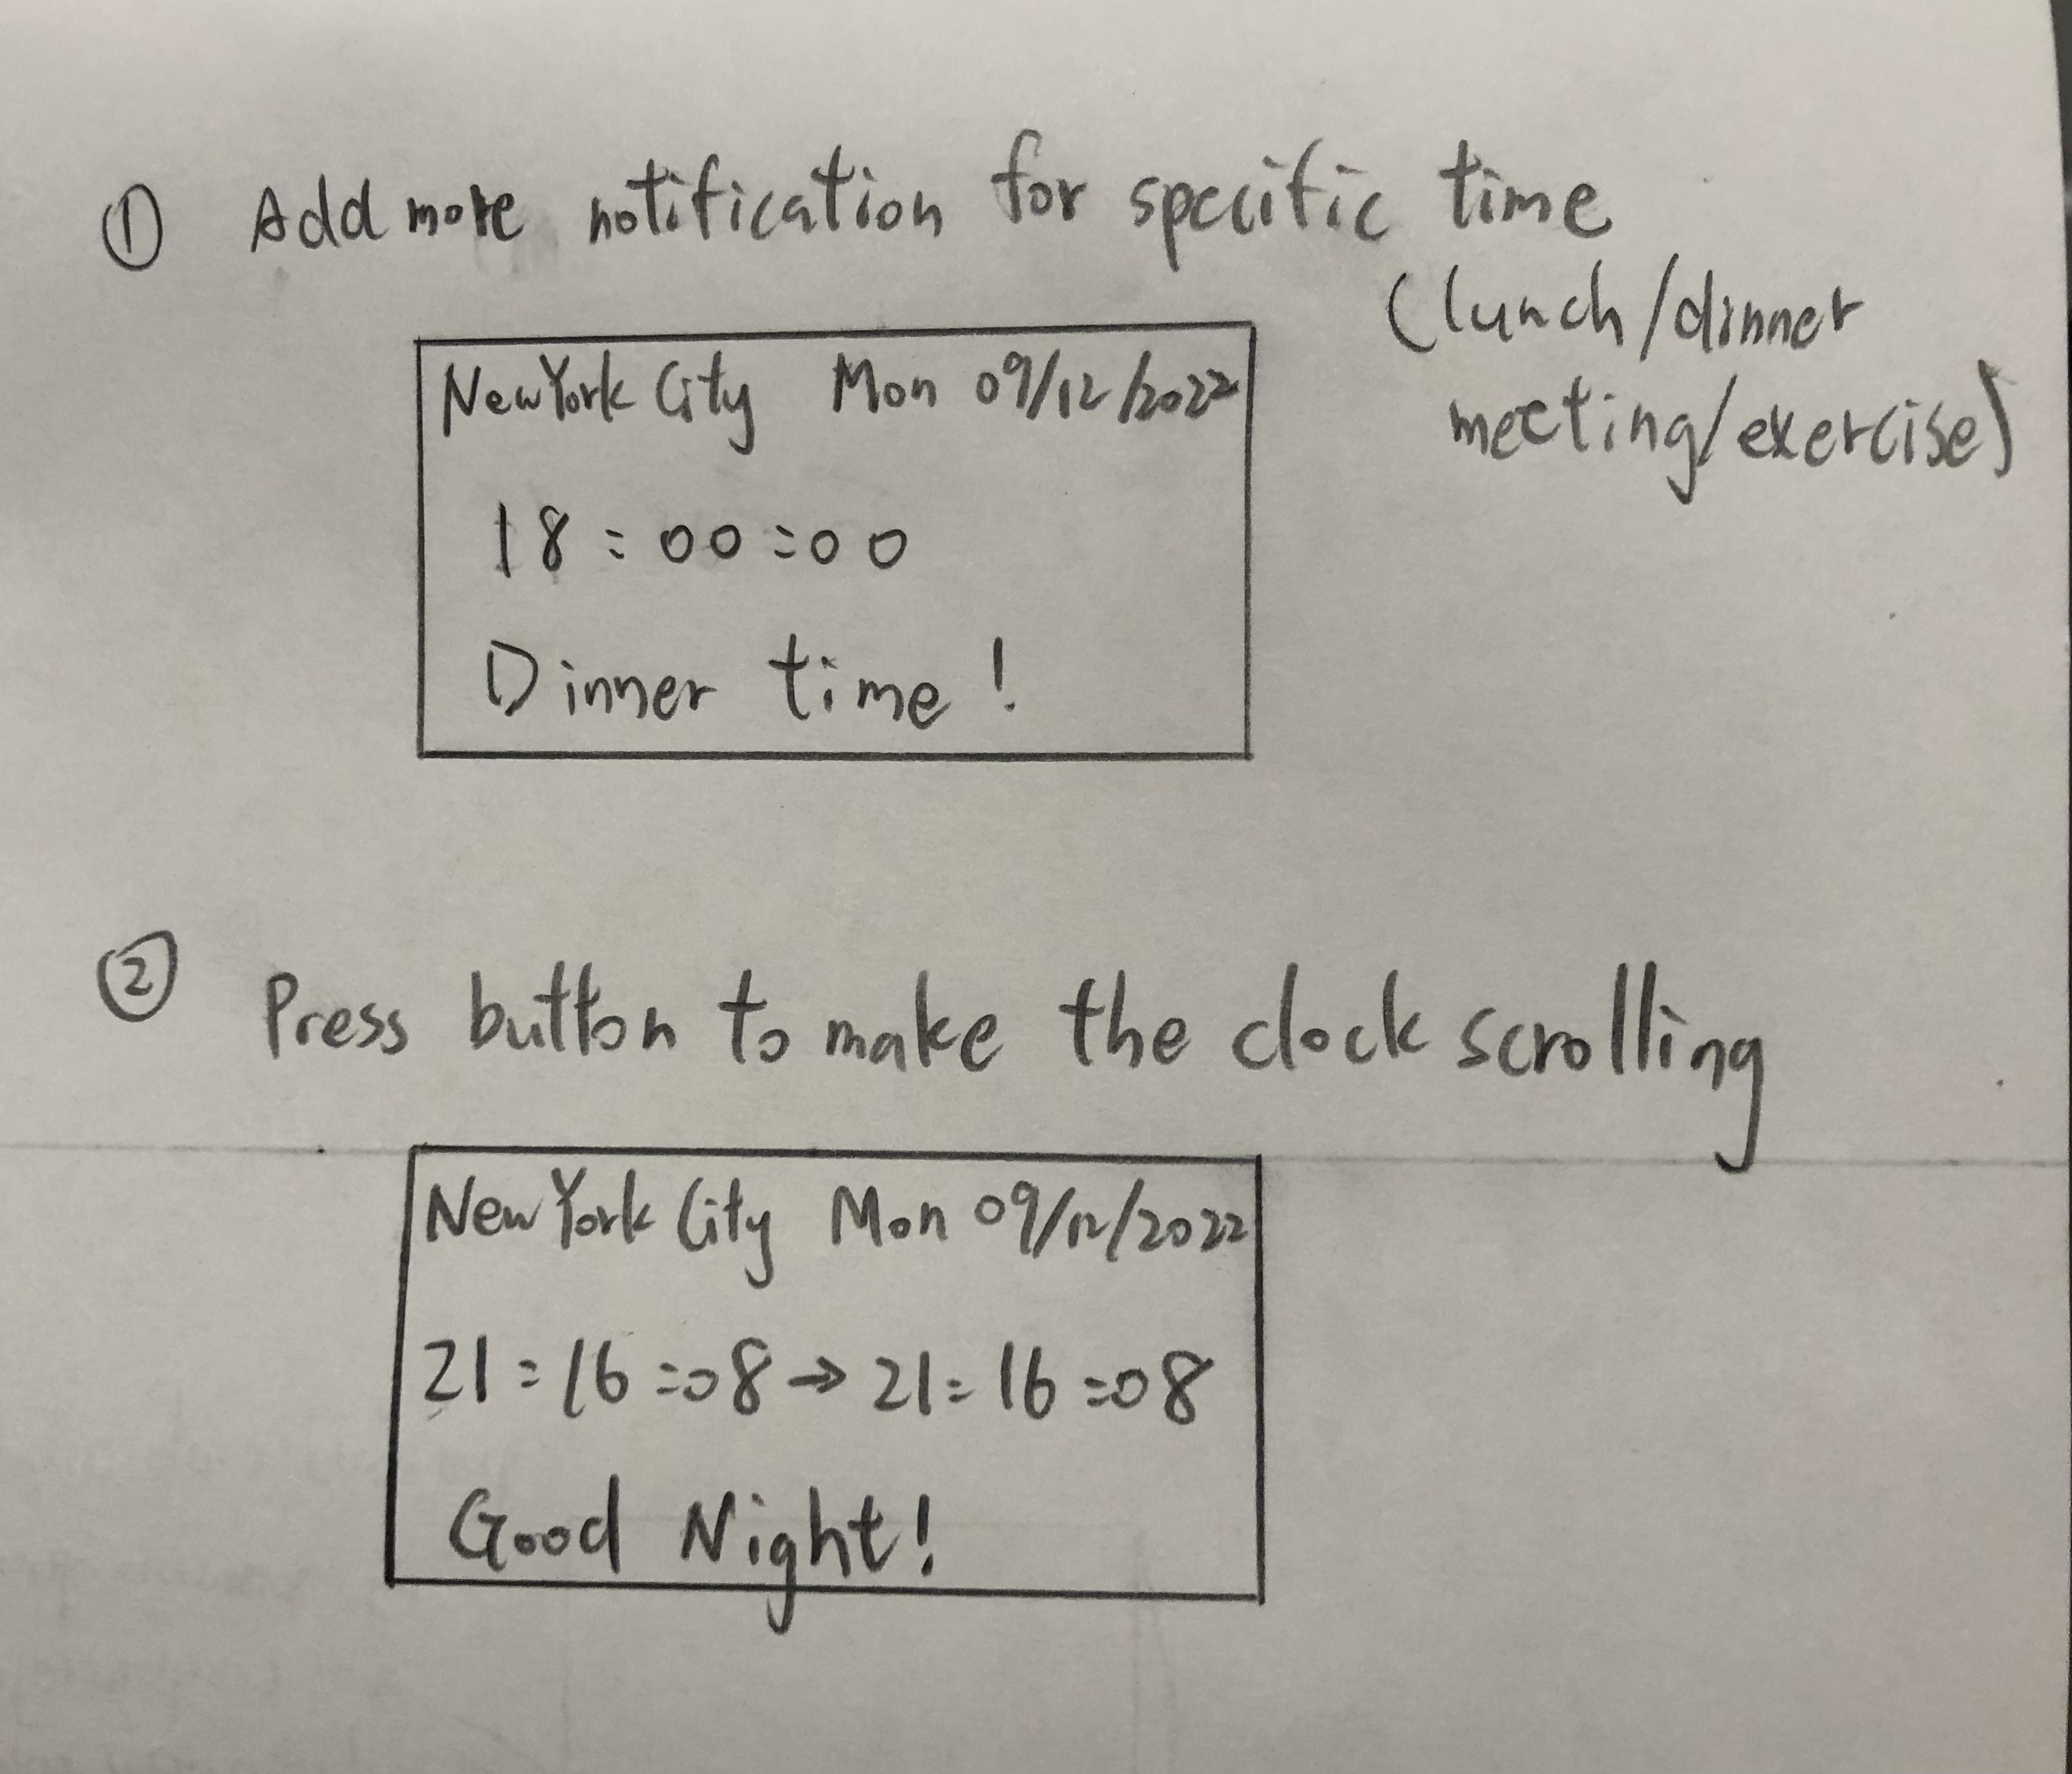 ① Add more notification for specific time
(lunch/dinner
meeting/exercise)
New York City Mon 09/12/2022
18:00:00
Dinner time!
② Press button to make the clock scrolling
New York City Mon 09/12/2022
21:16:08 → 21:16:08
Good Night!